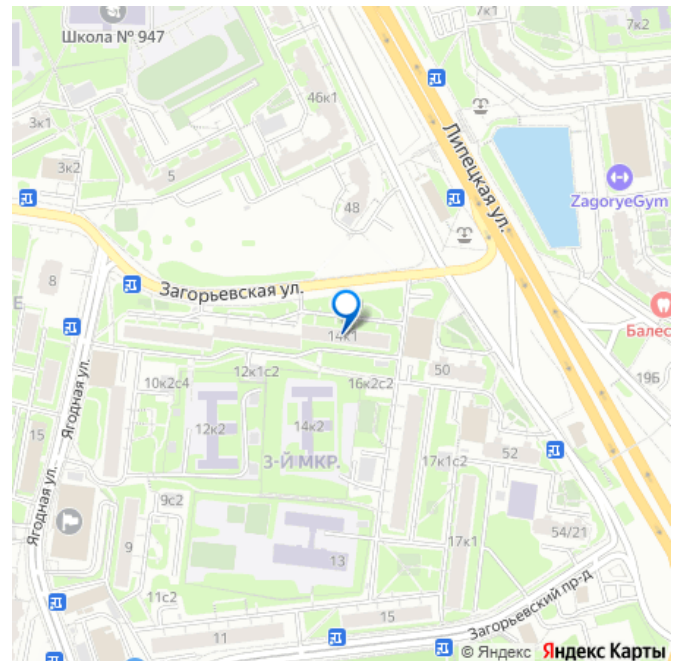 Школа № 947
7к1
7к2
46к1
3к1
3к2
5
48
Липецкая ул.
ZagoryeGym
8
Загорьевская ул.
Е
14к1
Балес
50
19Б
10к2с4
12к1с2
16к2с2
Ягодная ул.
15
12к2
14к2
3-Й МКР.
17к1с2
52
9с2
Ягодная ул.
9
13
17к1
54/21
11с2
11
15
Загорьевский пр-д
© Яндекс Яндекс Карты